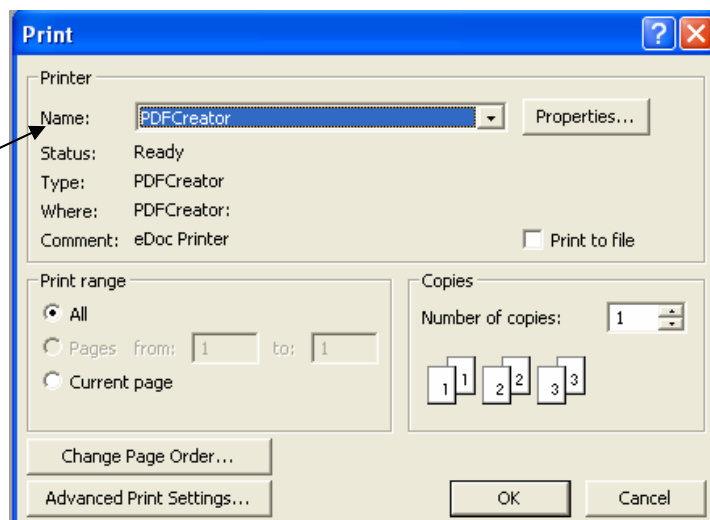 Print
Printer
Name: PDFCreator Properties...
Status: Ready
Type: PDFCreator
Where: PDFCreator:
Comment: eDoc Printer Print to file
Print range
All
Pages from: 1 to: 1
Current page
Copies
Number of copies: 1
1 1 2 2 3 3
Change Page Order...
Advanced Print Settings...
OK Cancel